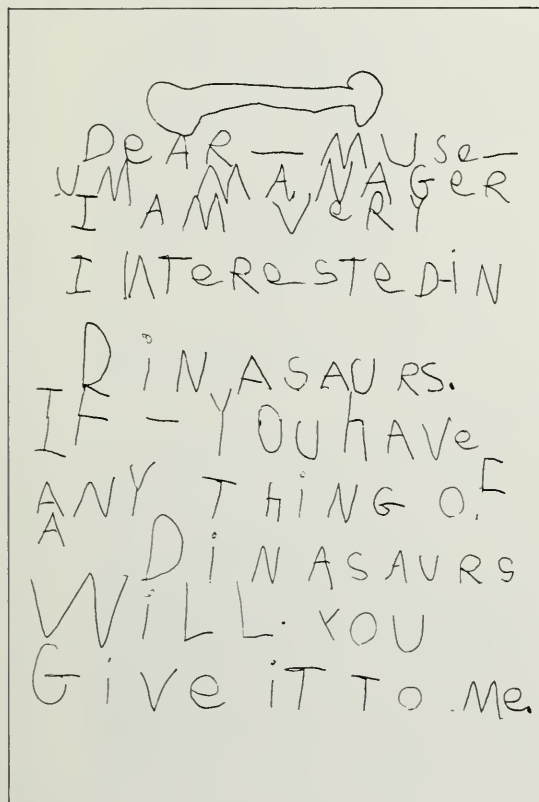 DeAR — MUSe—
UM MANAGeR
I AM VeRY
INTeReSTeD-iN
DiNASAURS.
IF — YOU hAVe
ANY THiNG OF
A DiNASAURS
WiLL. YOU
GiVe iT TO Me.